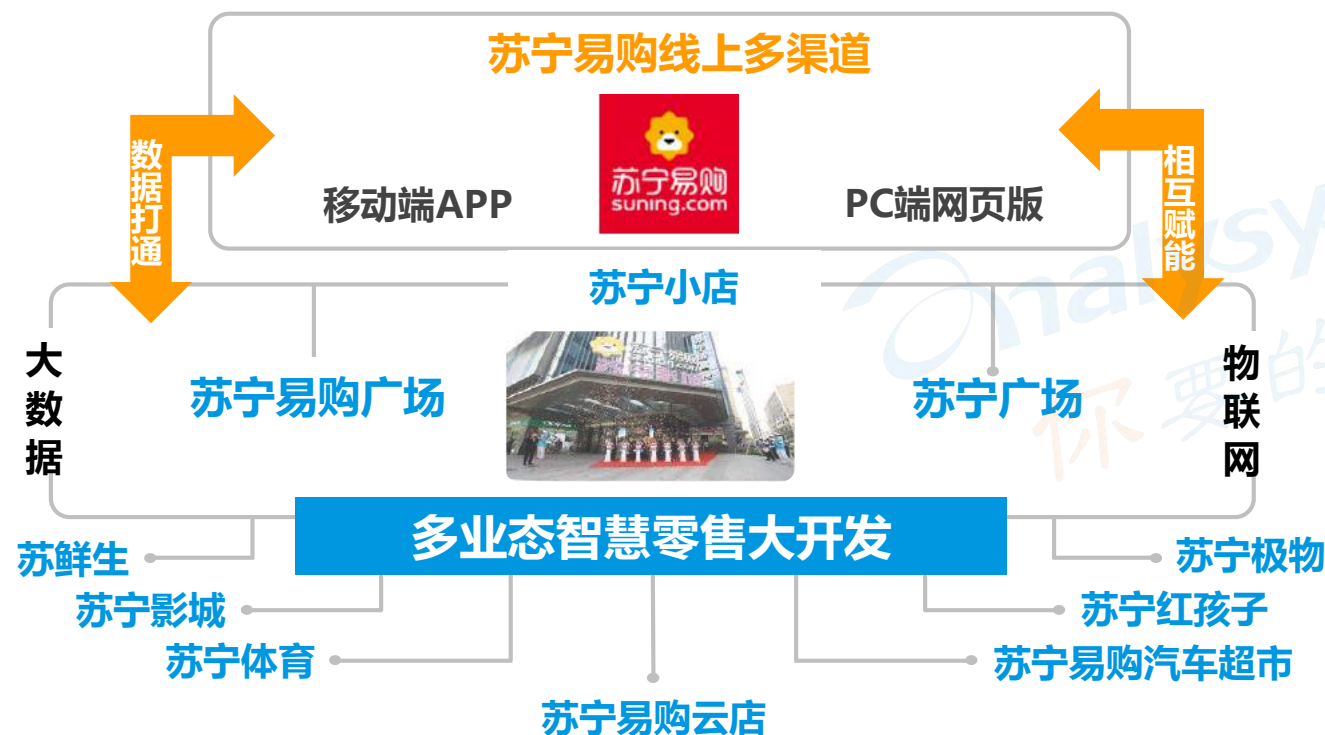 苏宁易购线上多渠道
苏宁易购
suning.com
移动端APP
PC端网页版
数据打通
相互赋能
苏宁小店
大数据
苏宁易购广场
苏宁广场
物联网
nalysy
你要的
多业态智慧零售大开发
苏鲜生
苏宁极物
苏宁影城
苏宁红孩子
苏宁体育
苏宁易购汽车超市
苏宁易购云店